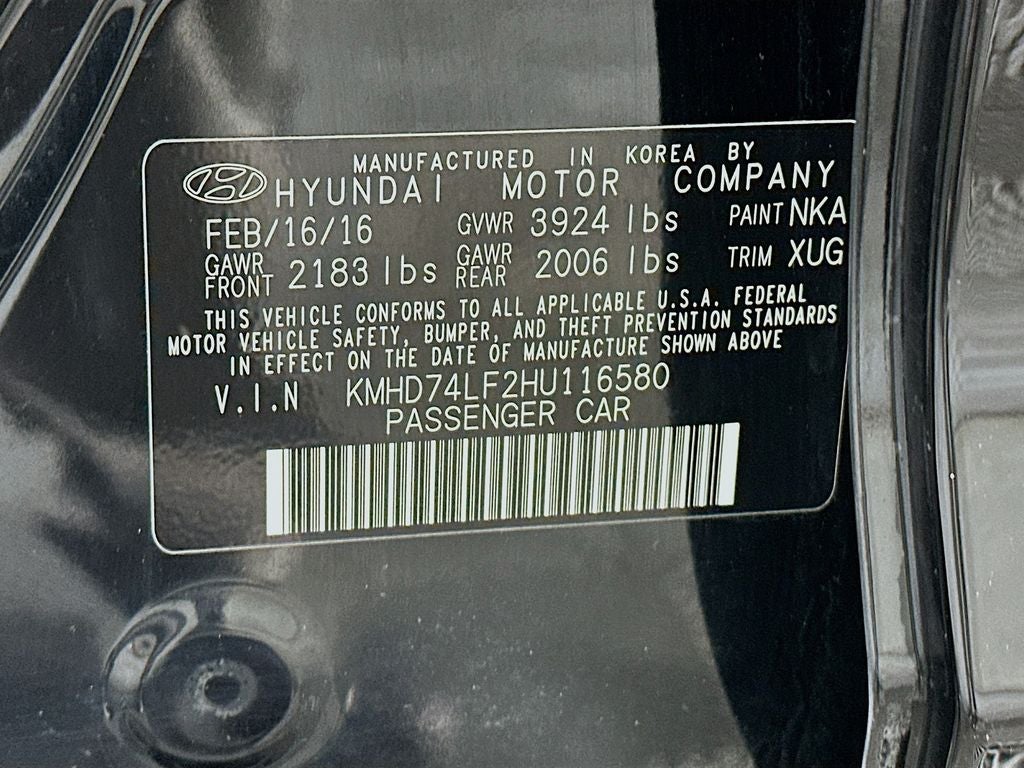 MANUFACTURED IN KOREA BY
HYUNDAI MOTOR COMPANY
FEB/16/16 GVWR 3924 lbs PAINT NKA
GAWR FRONT 2183 lbs GAWR REAR 2006 lbs TRIM XUG
THIS VEHICLE CONFORMS TO ALL APPLICABLE U.S.A. FEDERAL
MOTOR VEHICLE SAFETY, BUMPER, AND THEFT PREVENTION STANDARDS
IN EFFECT ON THE DATE OF MANUFACTURE SHOWN ABOVE
V.I.N KMHD74LF2HU116580
PASSENGER CAR